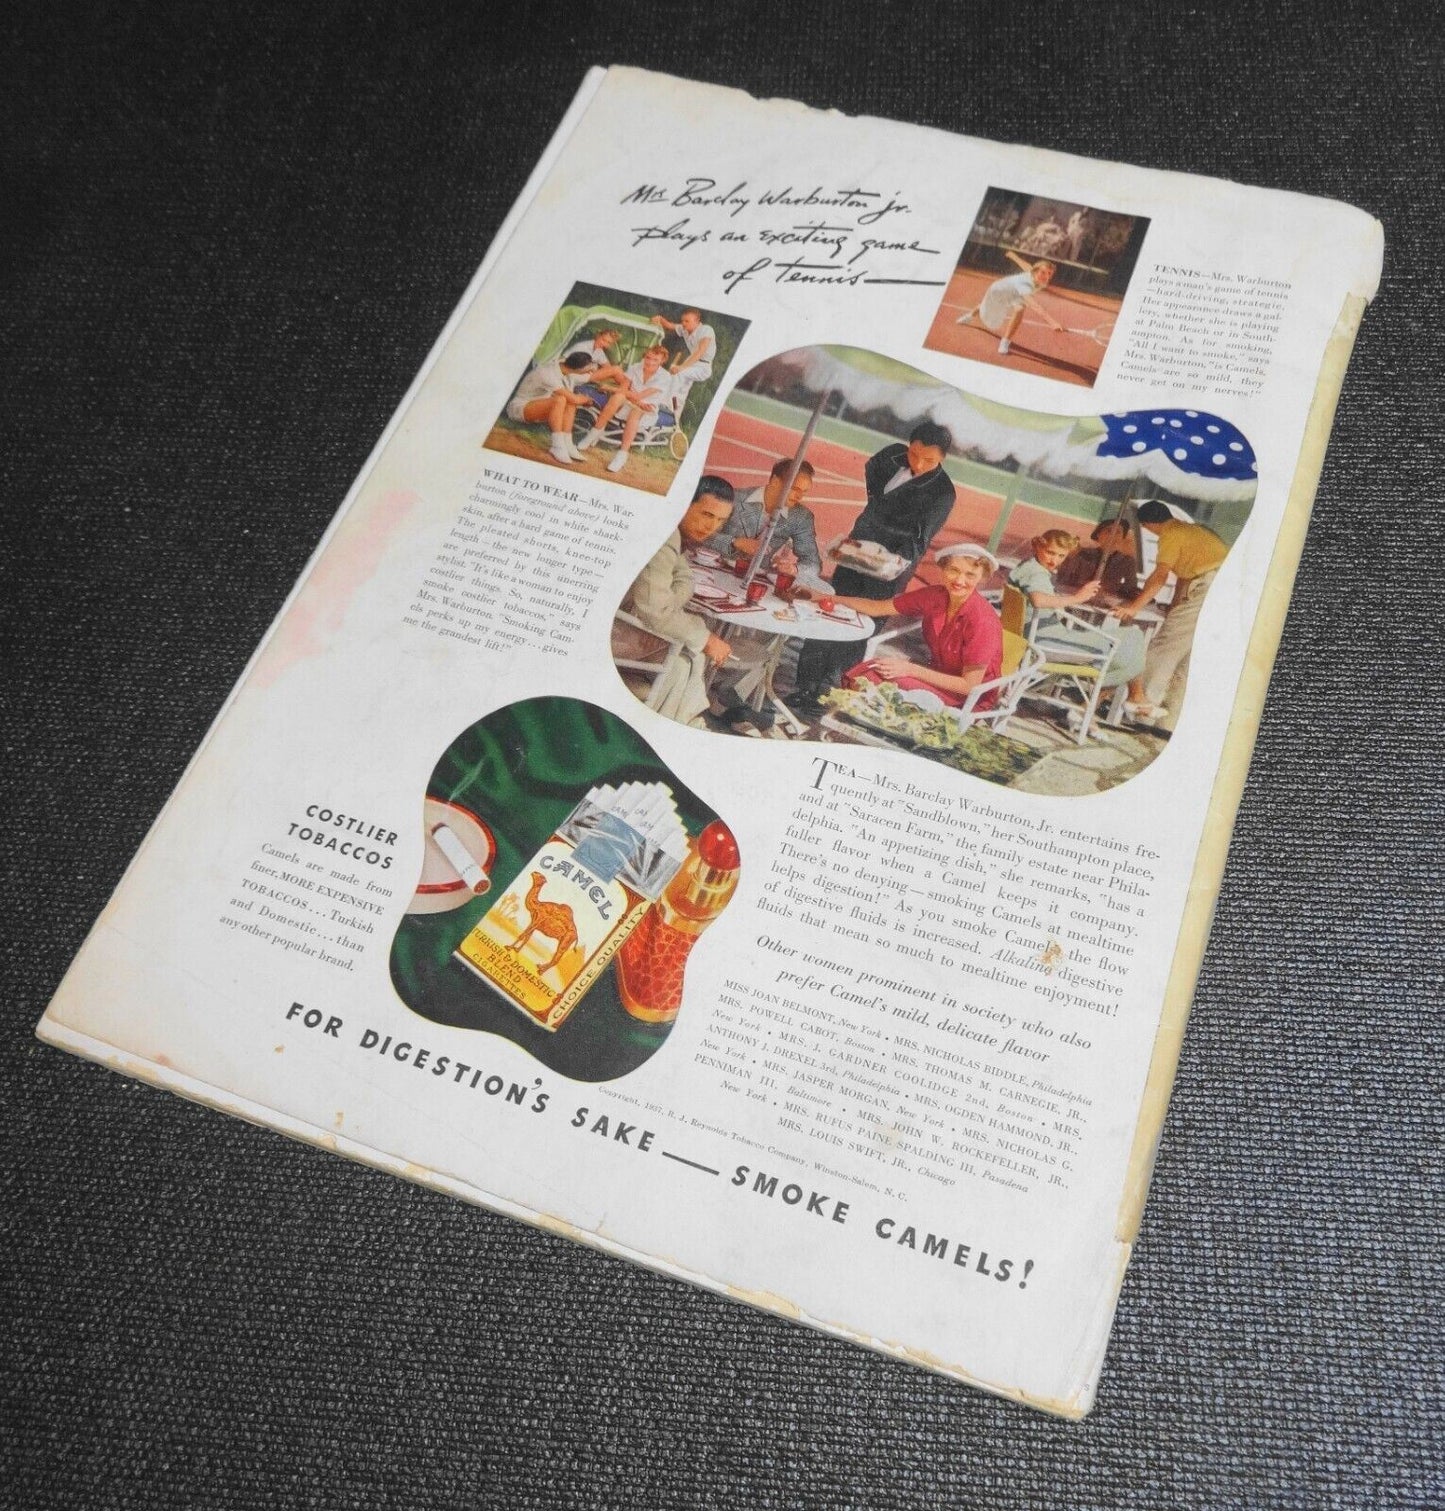 Mrs Barclay Warburton jr.
plays an exciting game
of Tennis—
TENNIS—Mrs. Warburton
plays a man's game of tennis
—hard-driving, strategic.
Her appearance draws a gal-
lery, whether she is playing
at Palm Beach or in South-
ampton. As for smoking,
"All I want to smoke," says
Mrs. Warburton, "is Camels.
Camels are so mild, they
never get on my nerves!"
WHAT TO WEAR—Mrs. War-
burton (foreground above) looks
charmingly cool in white shark-
skin, after a hard game of tennis.
The pleated shorts, knee-top
length—the new longer type—
are preferred by this unerring
stylist. "It's like a woman to enjoy
costlier things. So, naturally, I
smoke costlier tobaccos," says
Mrs. Warburton. "Smoking Cam-
els perks up my energy...gives
me the grandest lift!"
TEA—Mrs. Barclay Warburton, Jr. entertains fre-
quently at "Sandblown," her Southampton place,
and at "Saracen Farm," the family estate near Phila-
delphia. "An appetizing dish," she remarks, "has a
fuller flavor when a Camel keeps it company.
There's no denying—smoking Camels at mealtime
helps digestion!" As you smoke Camels, the flow
of digestive fluids is increased. Alkaline digestive
fluids that mean so much to mealtime enjoyment!
COSTLIER
TOBACCOS
Camels are made from
finer, MORE EXPENSIVE
TOBACCOS...Turkish
and Domestic...than
any other popular brand.
CAMEL
TURKISH & DOMESTIC
BLEND
CIGARETTES
CHOICE QUALITY
Other women prominent in society who also
prefer Camel's mild, delicate flavor
MISS JOAN BELMONT, New York • MRS. NICHOLAS BIDDLE, Philadelphia
MRS. POWELL CABOT, Boston • MRS. THOMAS M. CARNEGIE, JR.,
New York • MRS. J. GARDNER COOLIDGE 2nd, Boston • MRS.
ANTHONY J. DREXEL 3rd, Philadelphia • MRS. OGDEN HAMMOND, JR.,
New York • MRS. JASPER MORGAN, New York • MRS. NICHOLAS G.
PENNIMAN III, Baltimore • MRS. JOHN W. ROCKEFELLER, JR.,
New York • MRS. RUFUS PAINE SPALDING III, Pasadena
MRS. LOUIS SWIFT, JR., Chicago
Copyright, 1937, R. J. Reynolds Tobacco Company, Winston-Salem, N. C.
FOR DIGESTION'S SAKE—SMOKE CAMELS!